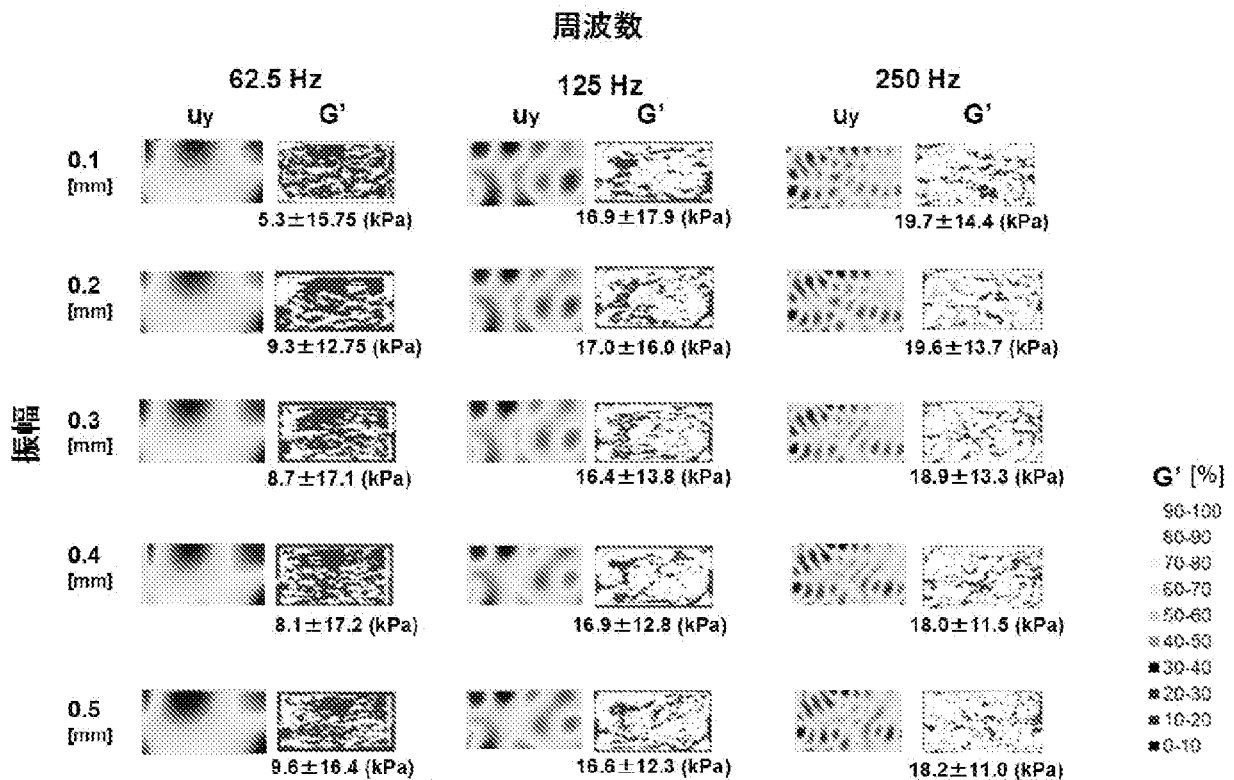 周波数
62.5 Hz 125 Hz 250 Hz
uy G' uy G' uy G'
0.1
[mm]
5.3±15.75 (kPa) 16.9±17.9 (kPa) 19.7±14.4 (kPa)
0.2
[mm]
9.3±12.75 (kPa) 17.0±16.0 (kPa) 19.6±13.7 (kPa)
振幅
0.3
[mm]
8.7±17.1 (kPa) 16.4±13.8 (kPa) 18.9±13.3 (kPa)
0.4
[mm]
8.1±17.2 (kPa) 16.9±12.8 (kPa) 18.0±11.5 (kPa)
0.5
[mm]
9.6±16.4 (kPa) 16.6±12.3 (kPa) 18.2±11.0 (kPa)
G' [%]
90-100
80-90
70-80
60-70
50-60
40-50
30-40
20-30
10-20
0-10